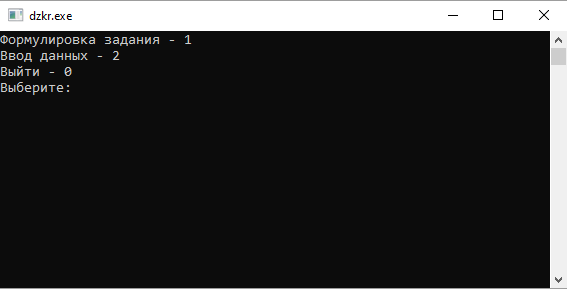 dzkr.exe
Формулировка задания - 1
Ввод данных - 2
Выйти - 0
Выберите: